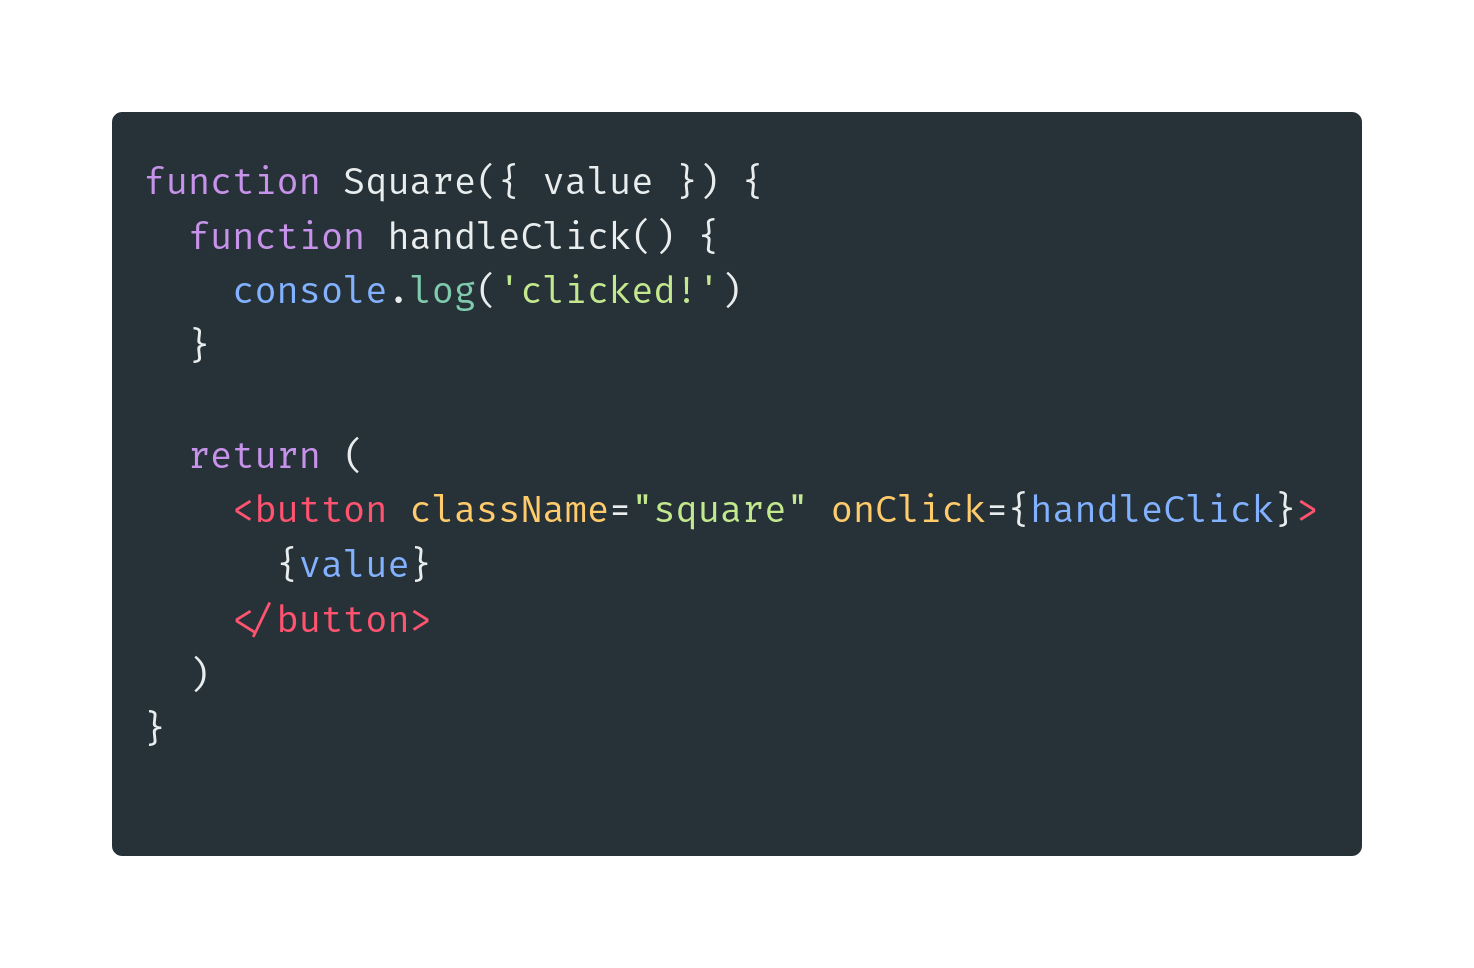 function Square({ value }) {
  function handleClick() {
    console.log('clicked!')
  }

  return (
    <button className="square" onClick={handleClick}>
      {value}
    </button>
  )
}